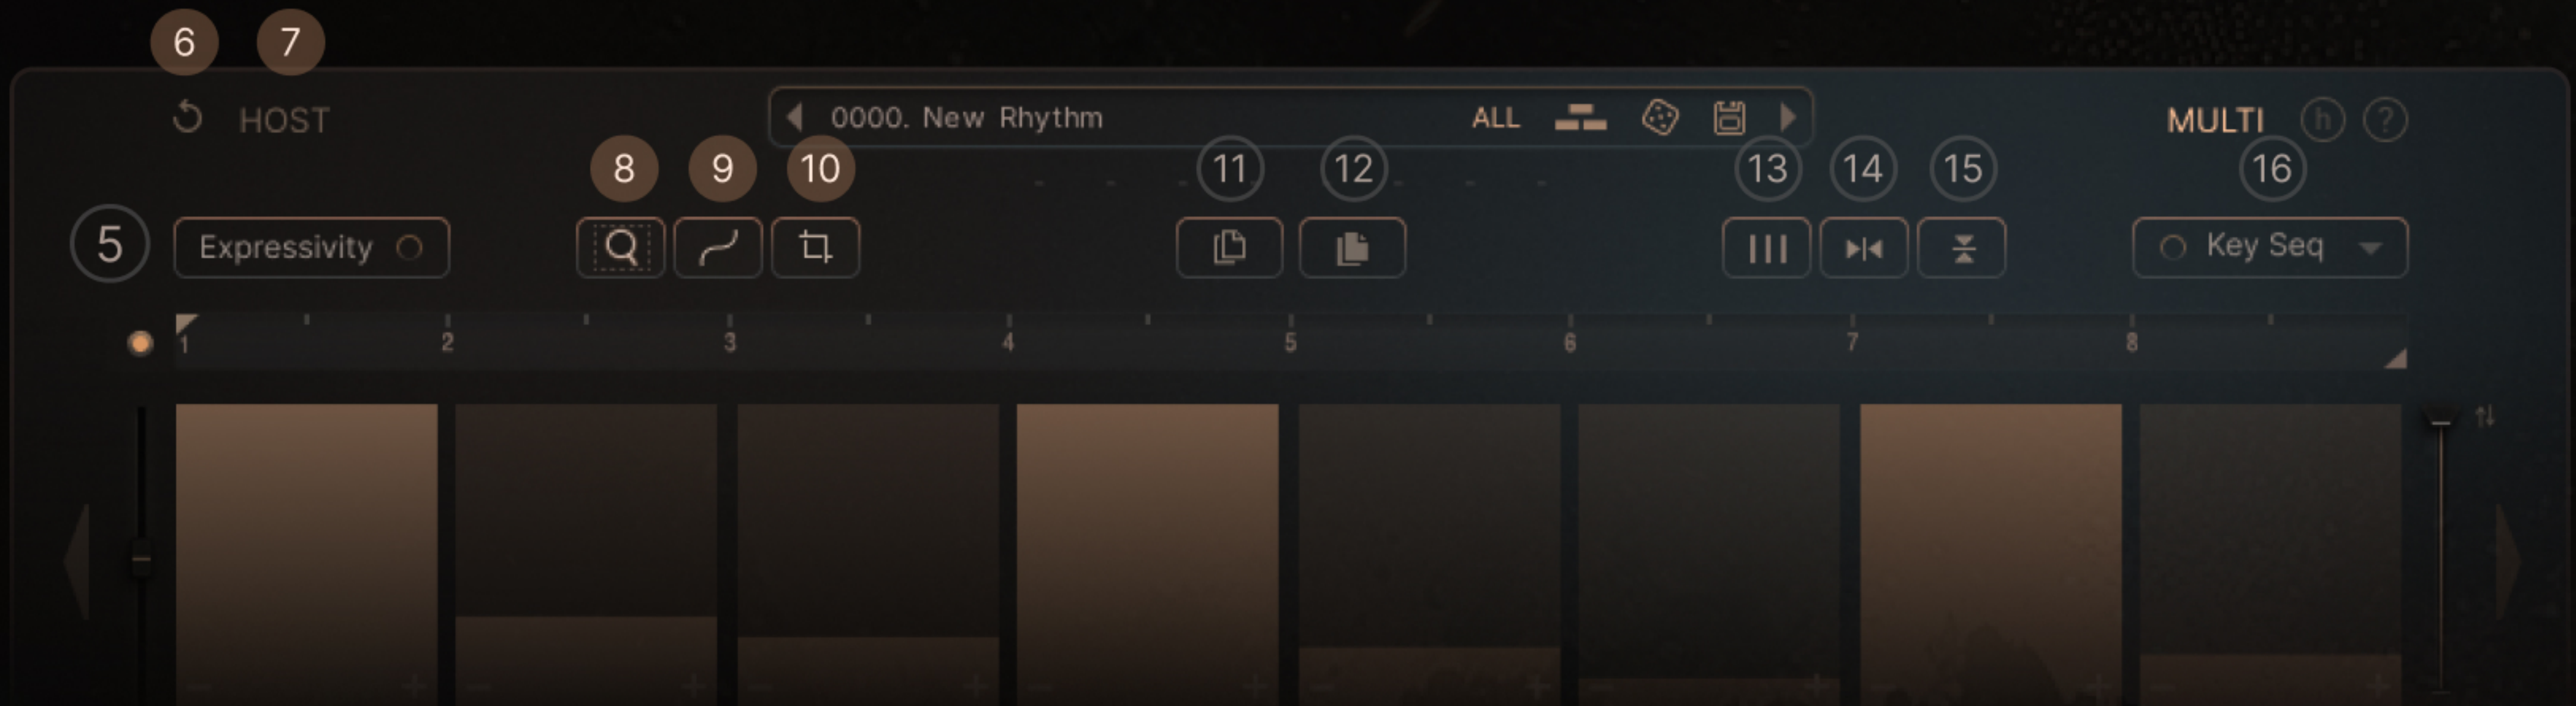 6 7
HOST 0000. New Rhythm ALL MULTI h ?
8 9 10 11 12 13 14 15 16
5 Expressivity Key Seq
1 2 3 4 5 6 7 8